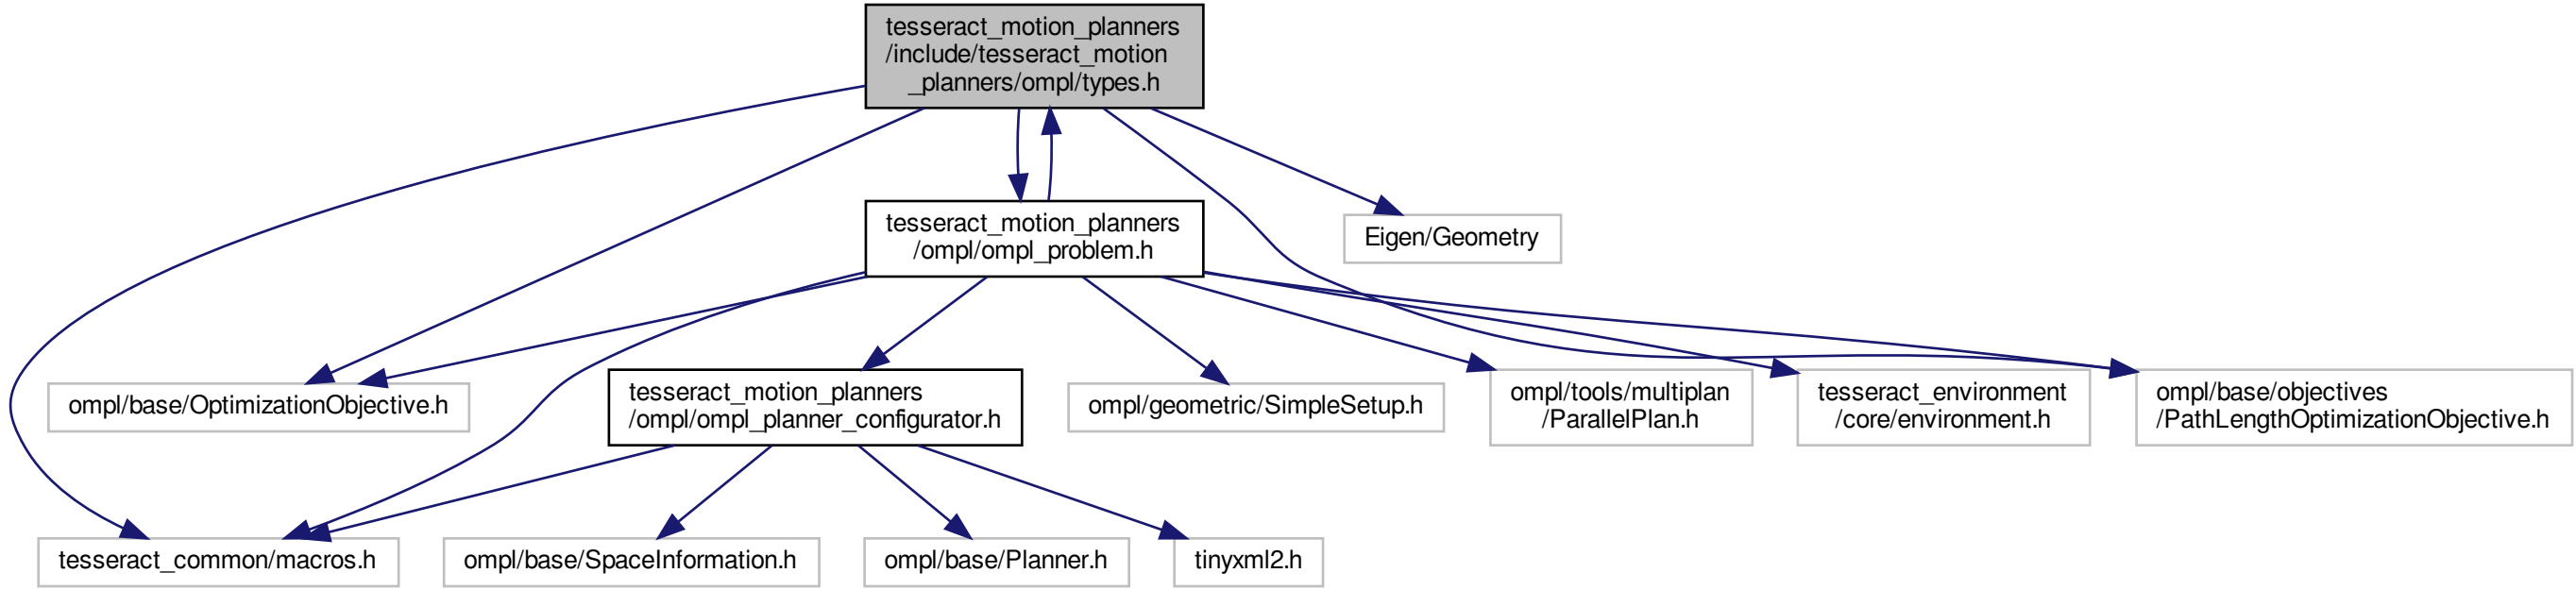 tesseract_motion_planners
/include/tesseract_motion
_planners/ompl/types.h
tesseract_motion_planners
/ompl/ompl_problem.h
Eigen/Geometry
ompl/base/OptimizationObjective.h
tesseract_motion_planners
/ompl/ompl_planner_configurator.h
ompl/geometric/SimpleSetup.h
ompl/tools/multiplan
/ParallelPlan.h
tesseract_environment
/core/environment.h
ompl/base/objectives
/PathLengthOptimizationObjective.h
tesseract_common/macros.h
ompl/base/SpaceInformation.h
ompl/base/Planner.h
tinyxml2.h